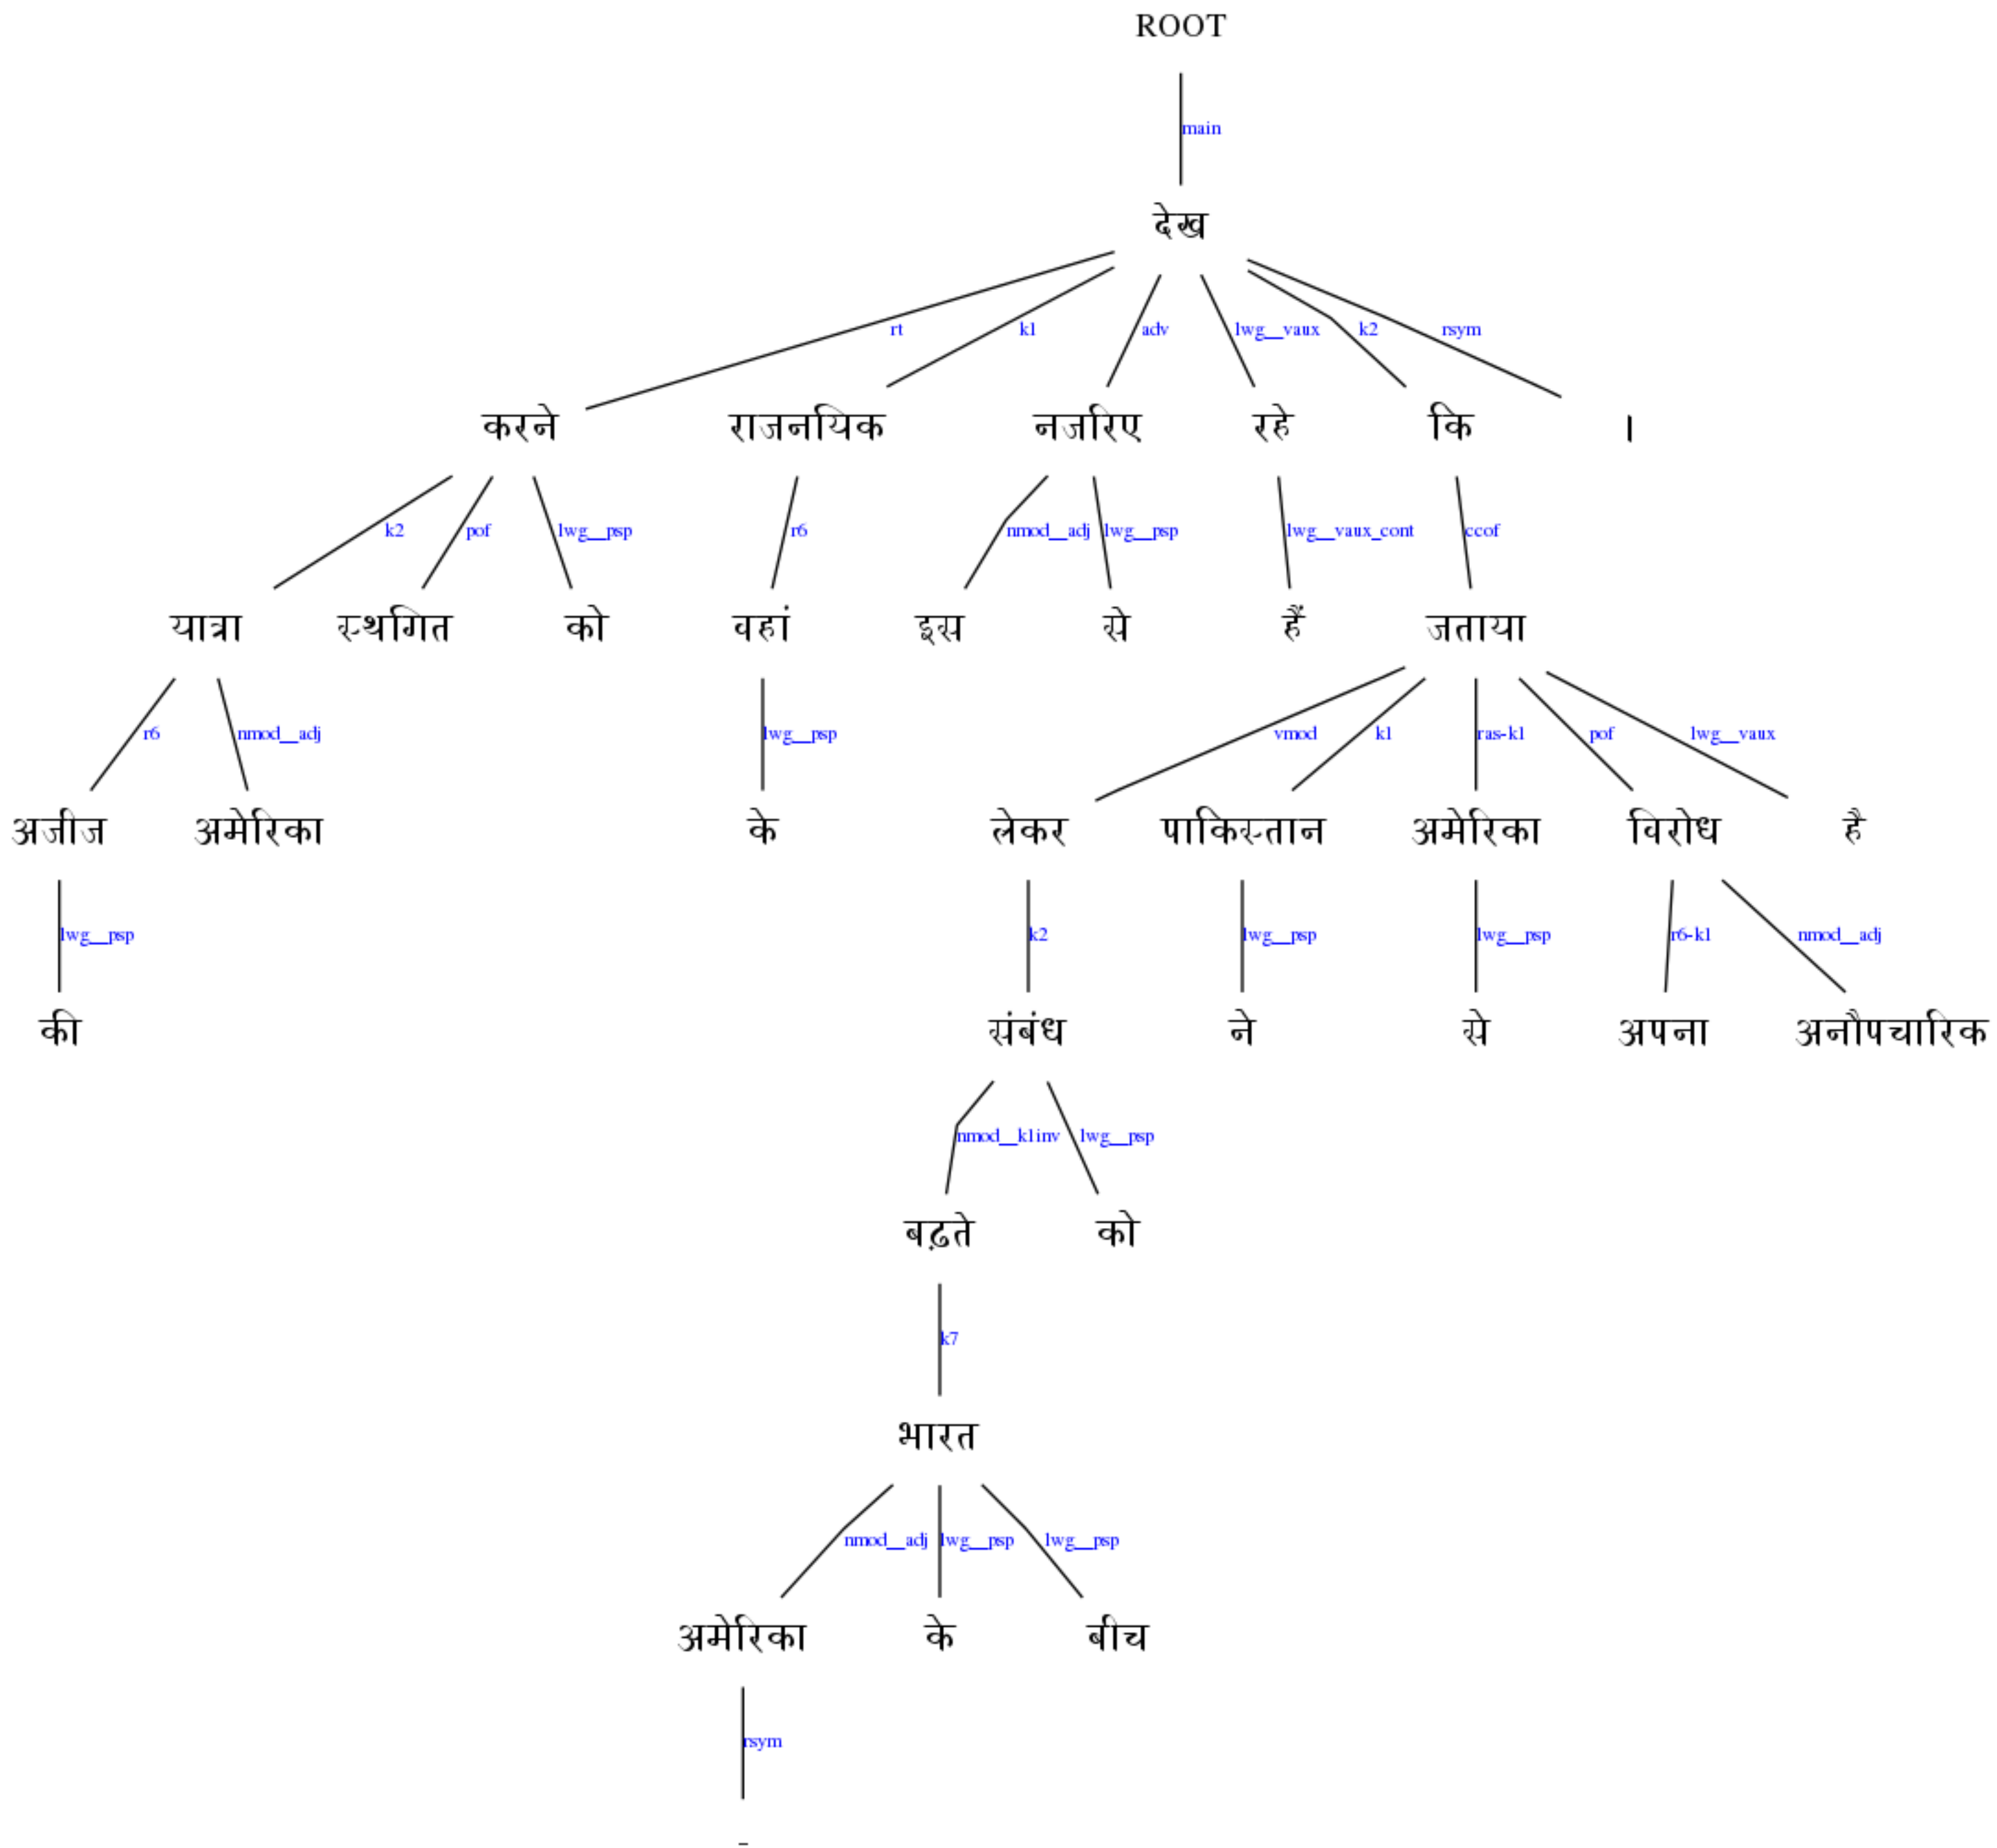 ROOT
main
देख
rt k1 adv lwg__vaux k2 rsym
करने राजनयिक नजरिए रहे कि ।
k2 pof lwg__psp r6 nmod__adj lwg__psp lwg__vaux_cont ccof
यात्रा स्थगित को वहां इस से हैं जताया
r6 nmod__adj lwg__psp vmod k1 ras-k1 pof lwg__vaux
अजीज अमेरिका के लेकर पाकिस्तान अमेरिका विरोध है
lwg__psp k2 lwg__psp lwg__psp r6-k1 nmod__adj
की संबंध ने से अपना अनौपचारिक
nmod__k1inv lwg__psp
बढ़ते को
k7
भारत
nmod__adj lwg__psp lwg__psp
अमेरिका के बीच
rsym
-